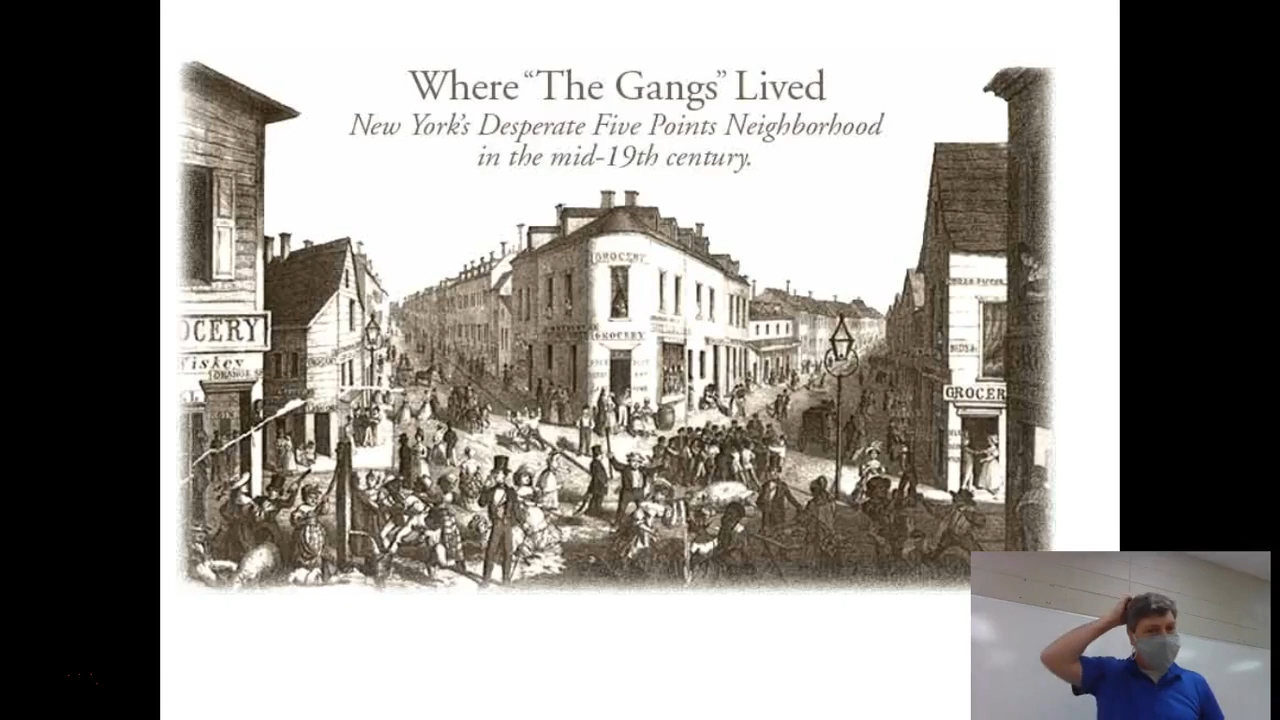 Where “The Gangs” Lived
New York's Desperate Five Points Neighborhood
in the mid-19th century.
GROCERY
OCERY
GROCERY
GROCER